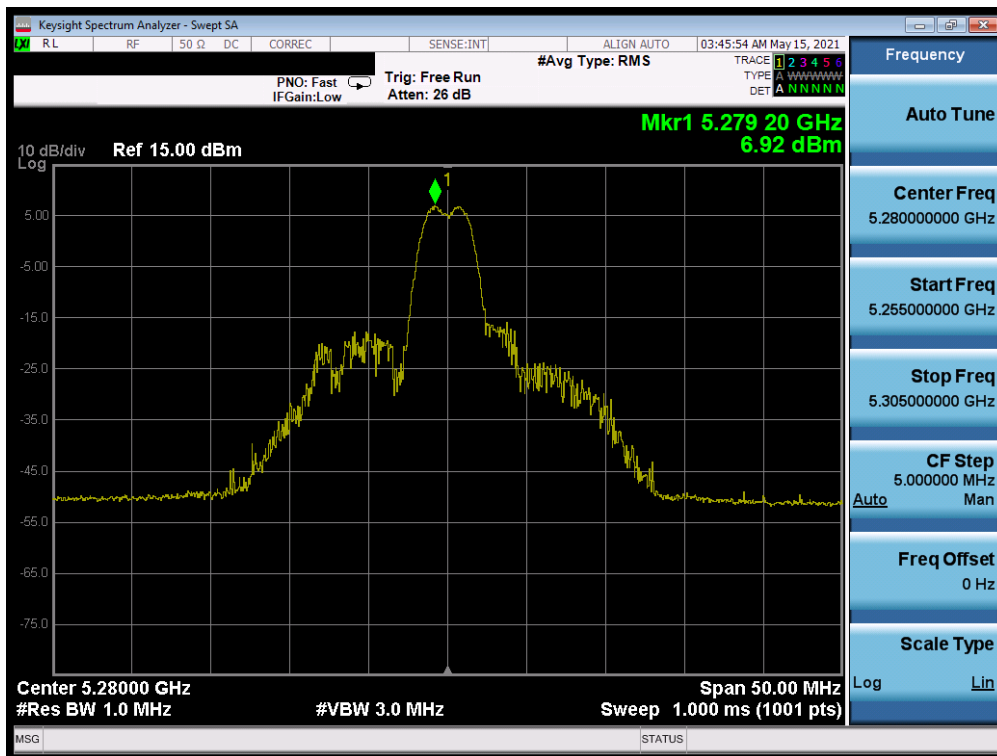 Keysight Spectrum Analyzer - Swept SA
LXI RL RF 50 Ω DC CORREC SENSE:INT ALIGN AUTO 03:45:54 AM May 15, 2021
PNO: Fast
IFGain:Low
Trig: Free Run
Atten: 26 dB
#Avg Type: RMS
TRACE 1 2 3 4 5 6
TYPE A WWWWW
DET A N N N N N
Mkr1 5.279 20 GHz
6.92 dBm
10 dB/div Ref 15.00 dBm
Log
1
5.00
-5.00
-15.0
-25.0
-35.0
-45.0
-55.0
-65.0
-75.0
Center 5.28000 GHz Span 50.00 MHz
#Res BW 1.0 MHz #VBW 3.0 MHz Sweep 1.000 ms (1001 pts)
MSG STATUS
Frequency
Auto Tune
Center Freq
5.280000000 GHz
Start Freq
5.255000000 GHz
Stop Freq
5.305000000 GHz
CF Step
5.000000 MHz
Auto Man
Freq Offset
0 Hz
Scale Type
Log Lin